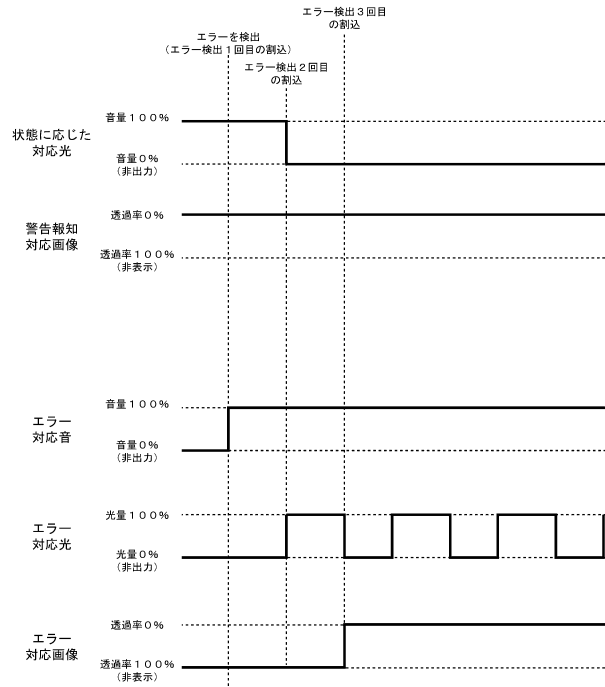 エラー検出３回目
の割込
エラーを検出
（エラー検出１回目の割込）
エラー検出２回目
の割込
状態に応じた
対応光
音量１００％
音量０％
（非出力）
警告報知
対応画像
透過率０％
透過率１００％
（非表示）
エラー
対応音
音量１００％
音量０％
（非出力）
エラー
対応光
光量１００％
光量０％
（非出力）
エラー
対応画像
透過率０％
透過率１００％
（非表示）